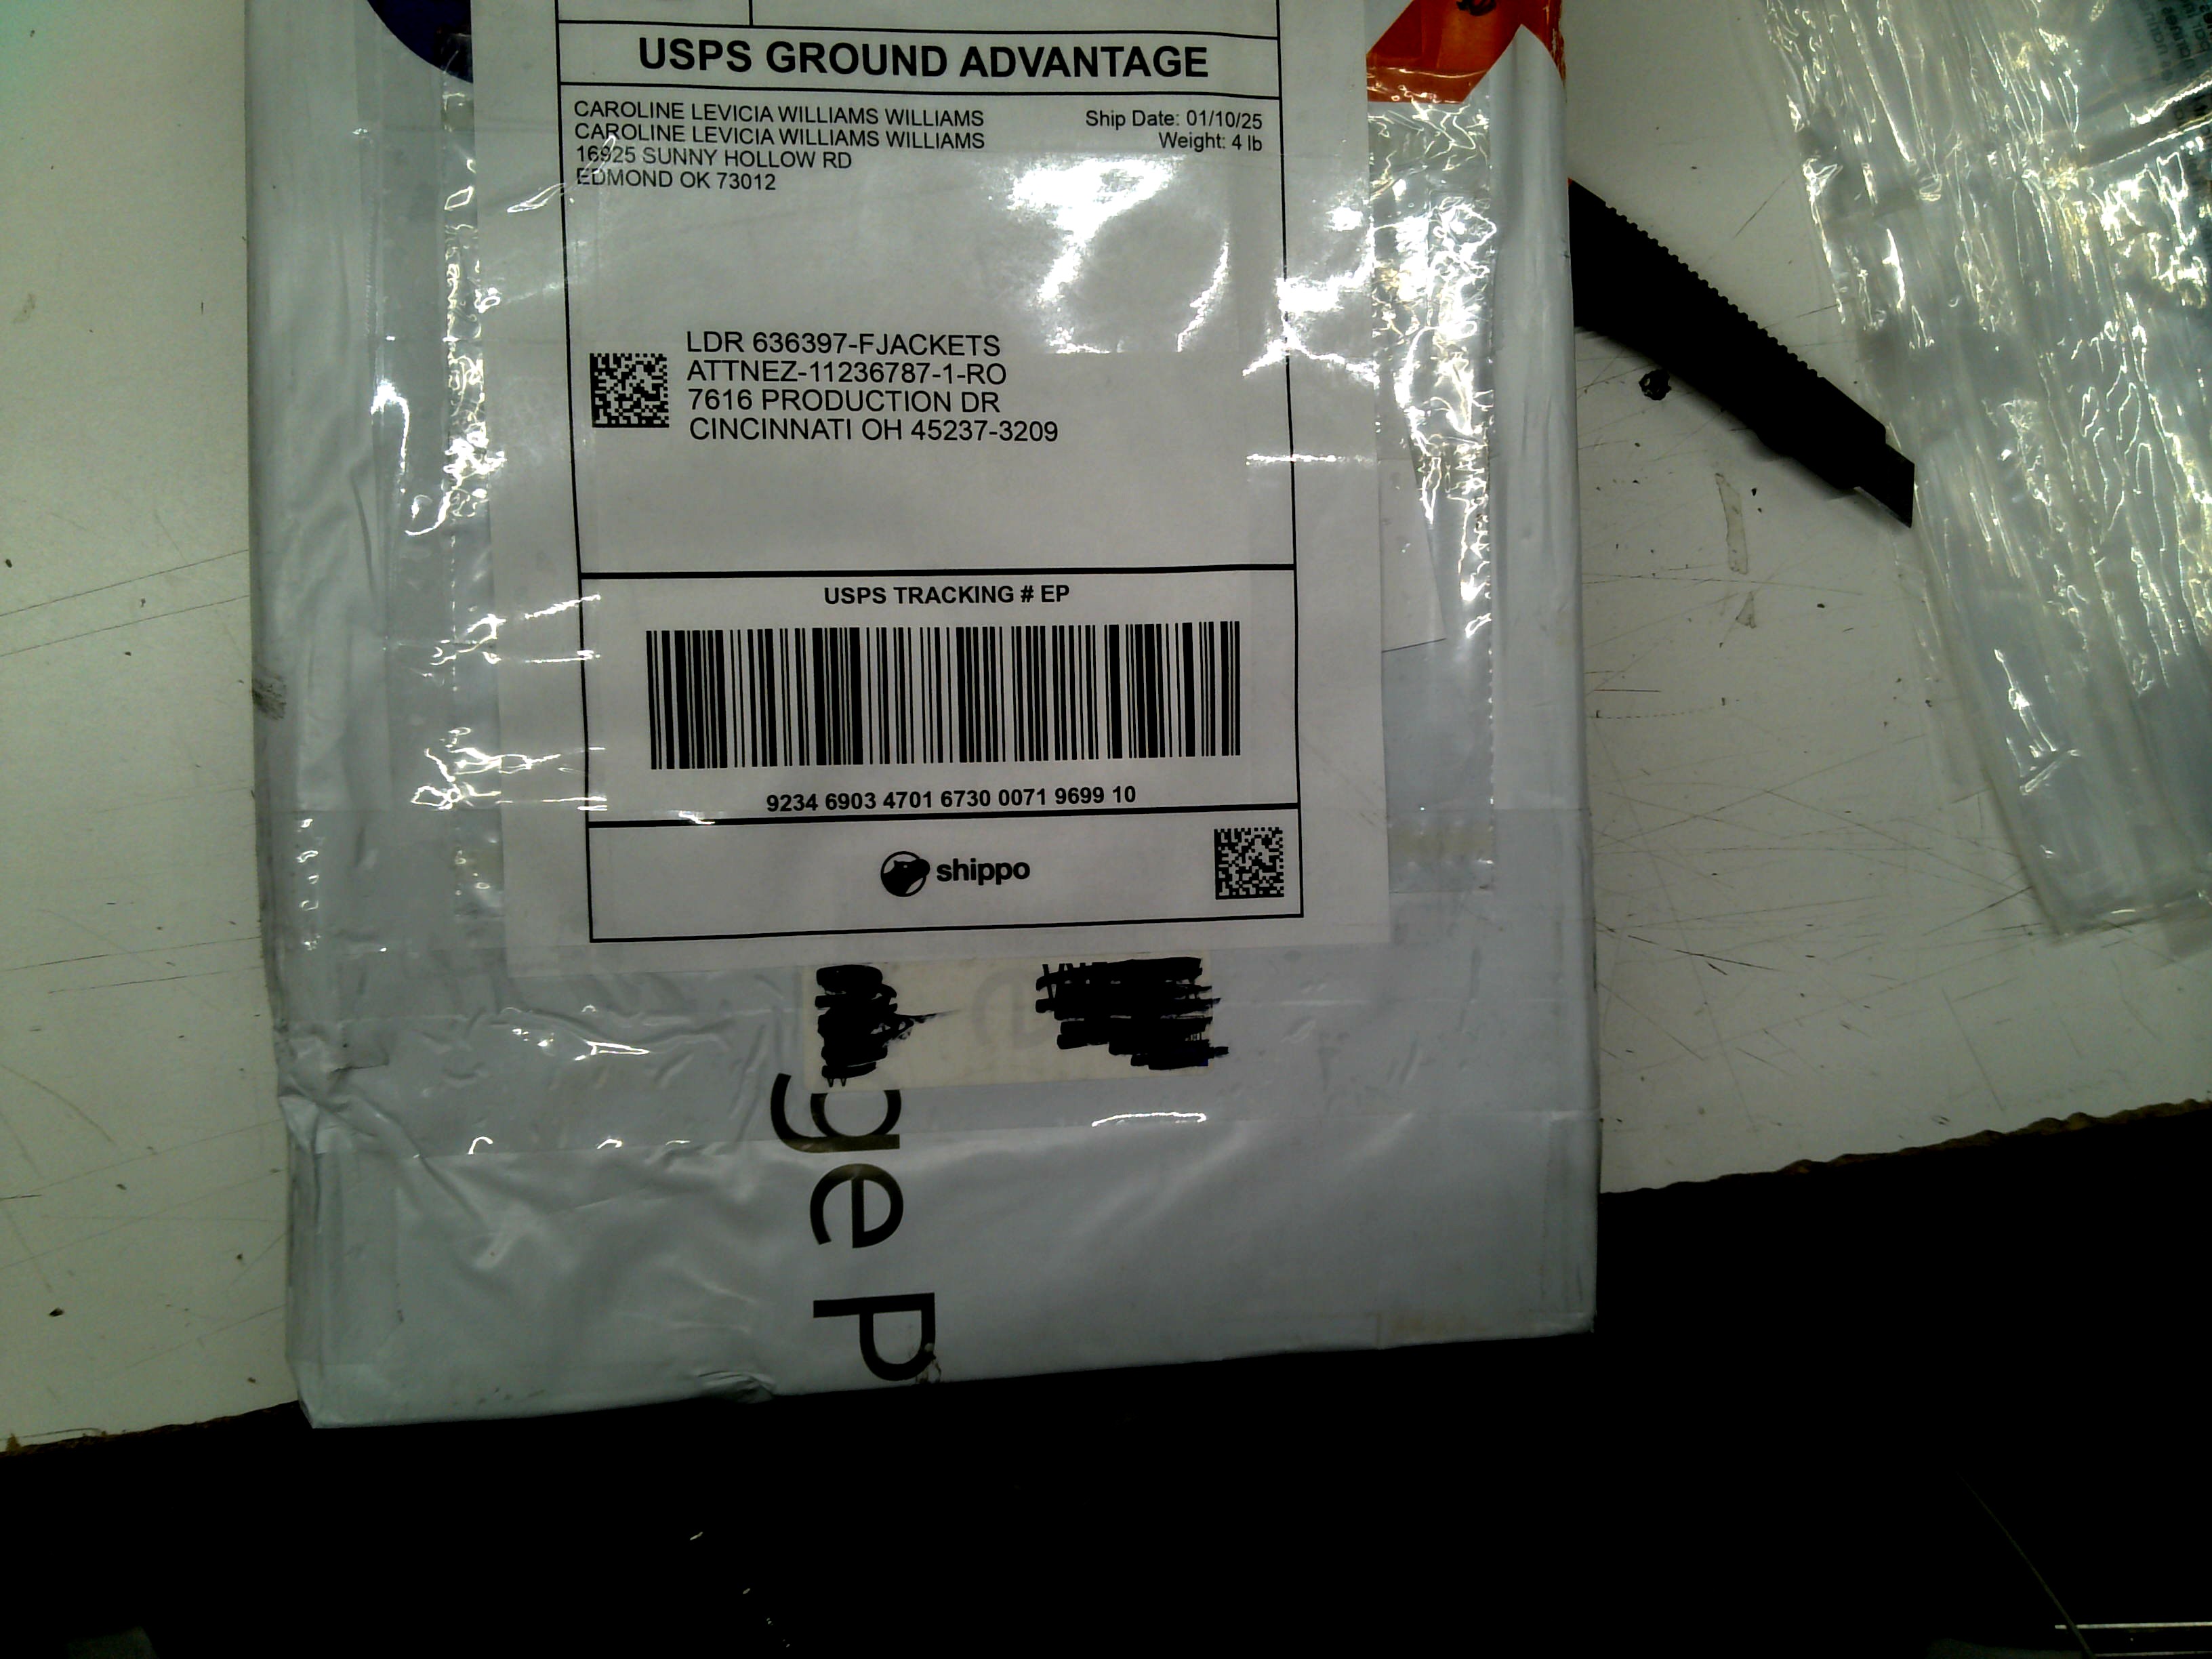 USPS GROUND ADVANTAGE
CAROLINE LEVICIA WILLIAMS WILLIAMS
CAROLINE LEVICIA WILLIAMS WILLIAMS
16925 SUNNY HOLLOW RD
EDMOND OK 73012
Ship Date: 01/10/25
Weight: 4 lb
LDR 636397-FJACKETS
ATTNEZ-11236787-1-RO
7616 PRODUCTION DR
CINCINNATI OH 45237-3209
USPS TRACKING # EP
9234 6903 4701 6730 0071 9699 10
shippo
ge P